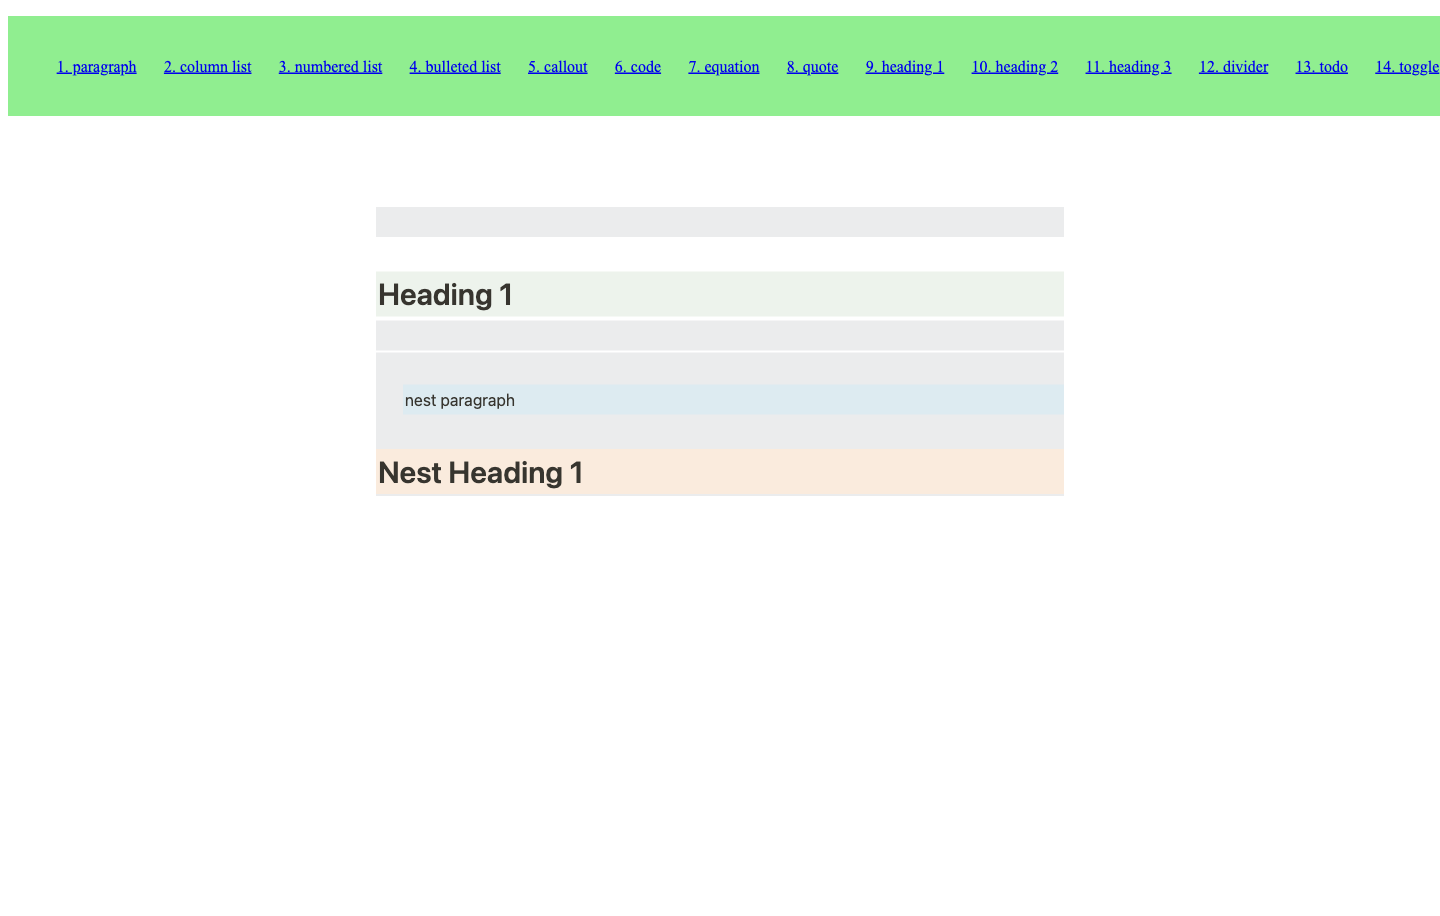 1. paragraph 2. column list 3. numbered list 4. bulleted list 5. callout 6. code 7. equation 8. quote 9. heading 1 10. heading 2 11. heading 3 12. divider 13. todo 14. toggle
Heading 1
nest paragraph
Nest Heading 1